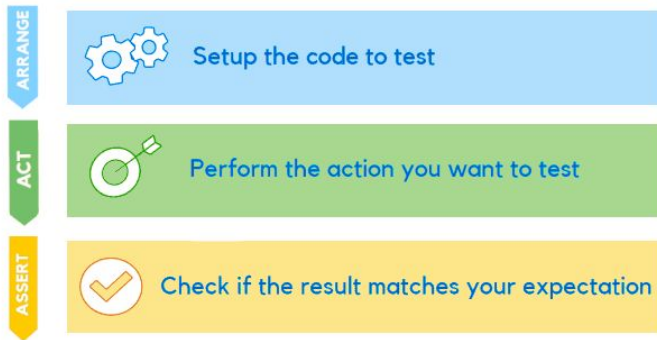 ARRANGE
Setup the code to test
ACT
Perform the action you want to test
ASSERT
Check if the result matches your expectation